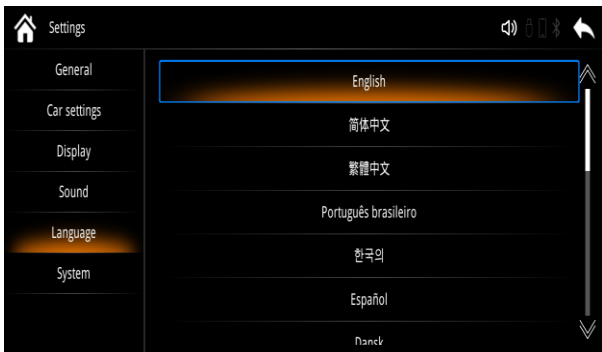 Settings
General
Car settings
Display
Sound
Language
System
English
简体中文
繁體中文
Português brasileiro
한국의
Español
Dansk